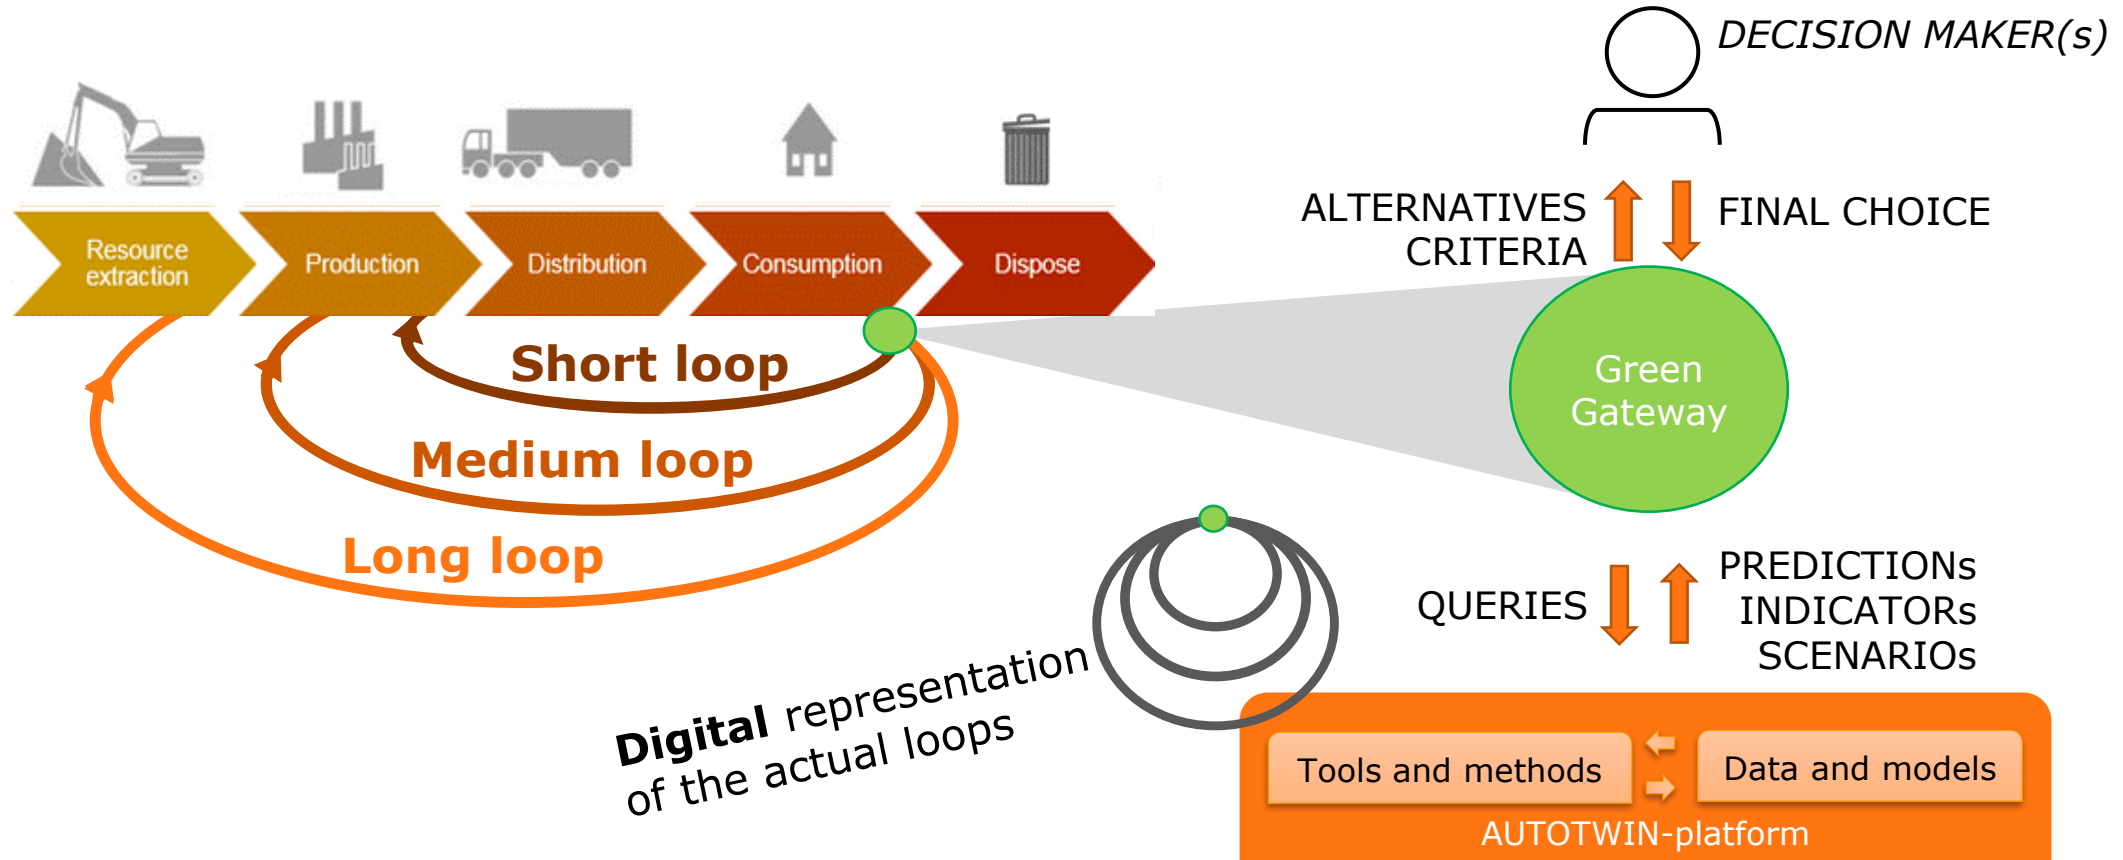 DECISION MAKER(s)
ALTERNATIVES
CRITERIA
FINAL CHOICE
Resource
extraction
Production
Distribution
Consumption
Dispose
Short loop
Medium loop
Long loop
Green
Gateway
QUERIES
PREDICTIONs
INDICATORs
SCENARIOs
Digital representation
of the actual loops
Tools and methods
Data and models
AUTOTWIN-platform